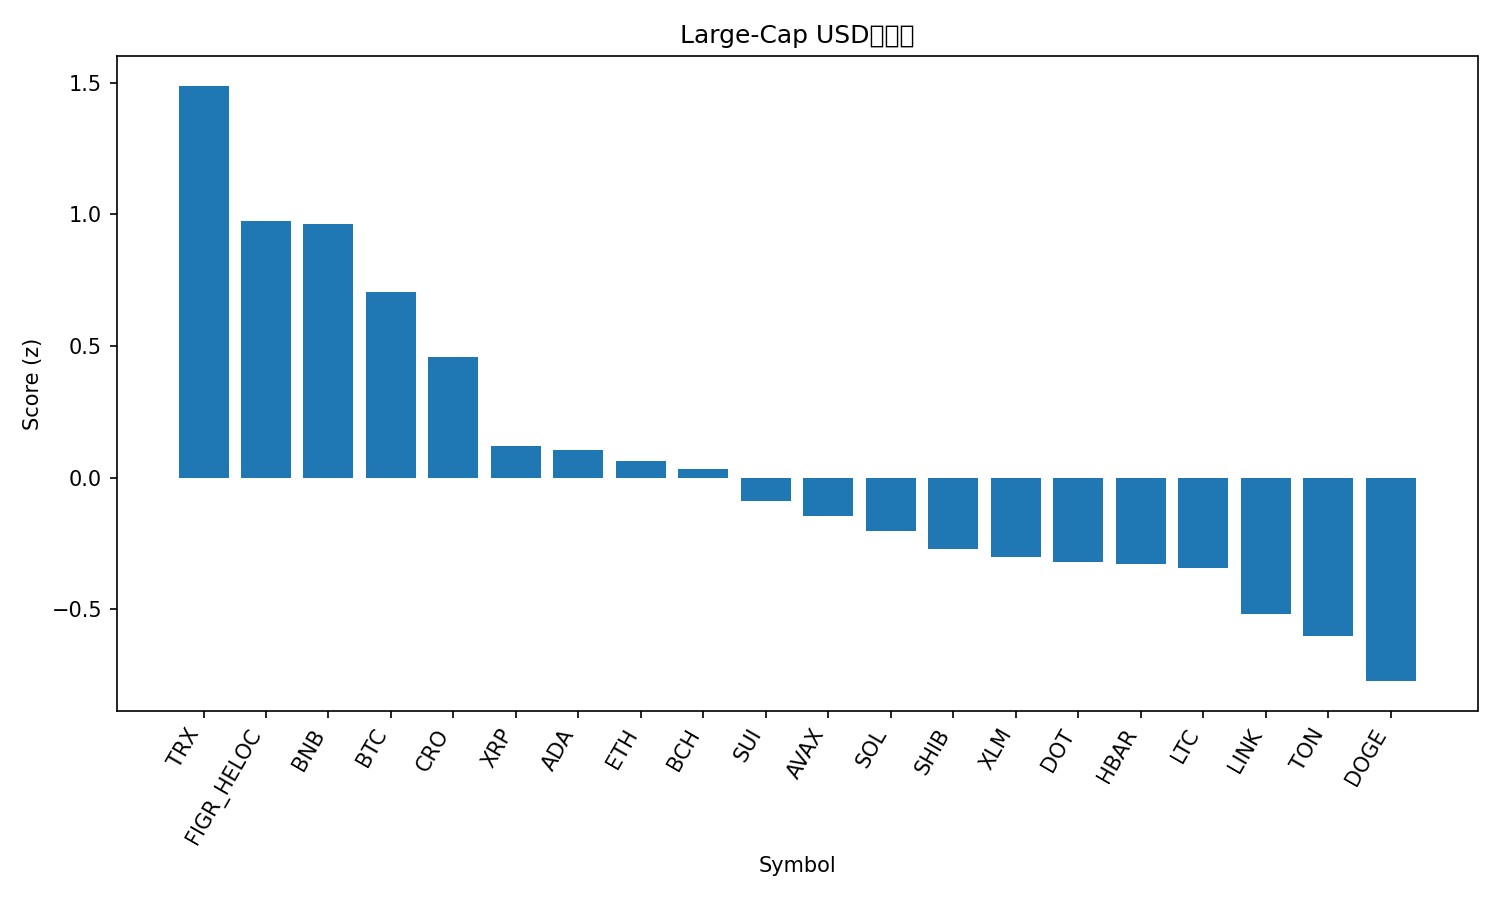 Large-Cap USD
Score (z)
1.5
1.0
0.5
0.0
−0.5
TRX
FIGR_HELOC
BNB
BTC
CRO
XRP
ADA
ETH
BCH
SUI
AVAX
SOL
SHIB
XLM
DOT
HBAR
LTC
LINK
TON
DOGE
Symbol